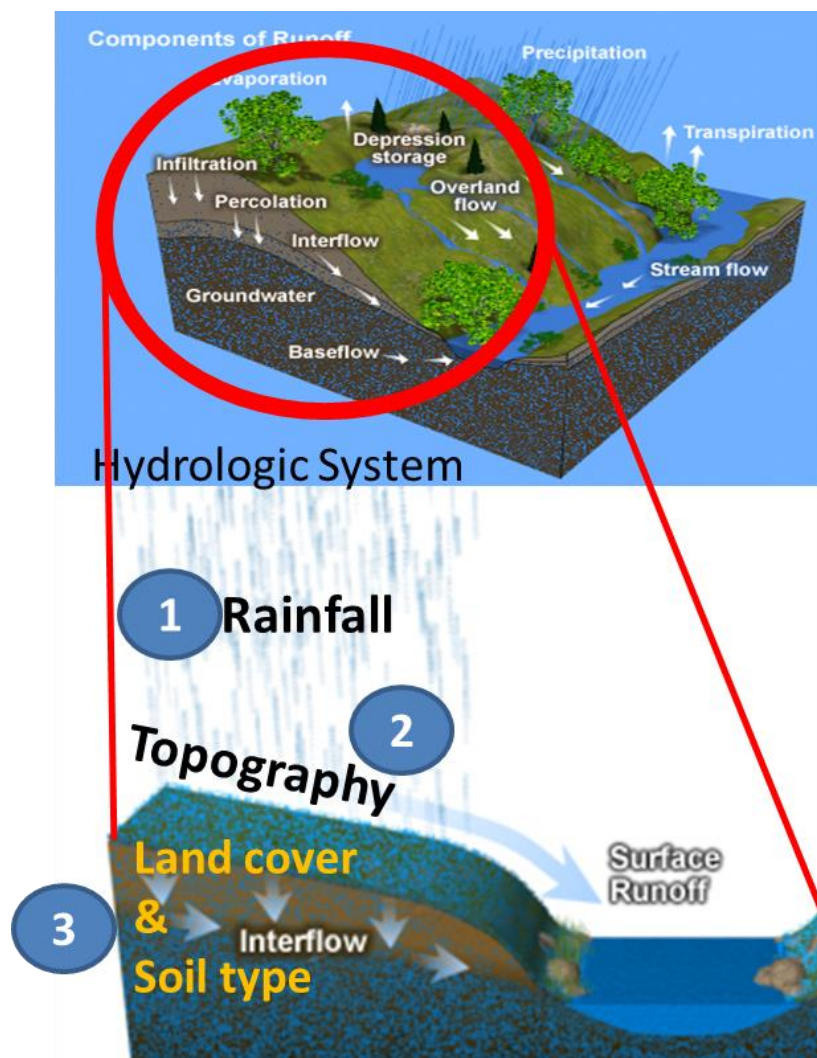 Components of Runoff
Precipitation
Evaporation
Transpiration
Depression
storage
Infiltration
Overland
flow
Percolation
Interflow
Stream flow
Groundwater
Baseflow
Hydrologic System
1 Rainfall
2
Topography
Surface
Runoff
Land cover
3 &
Interflow
Soil type